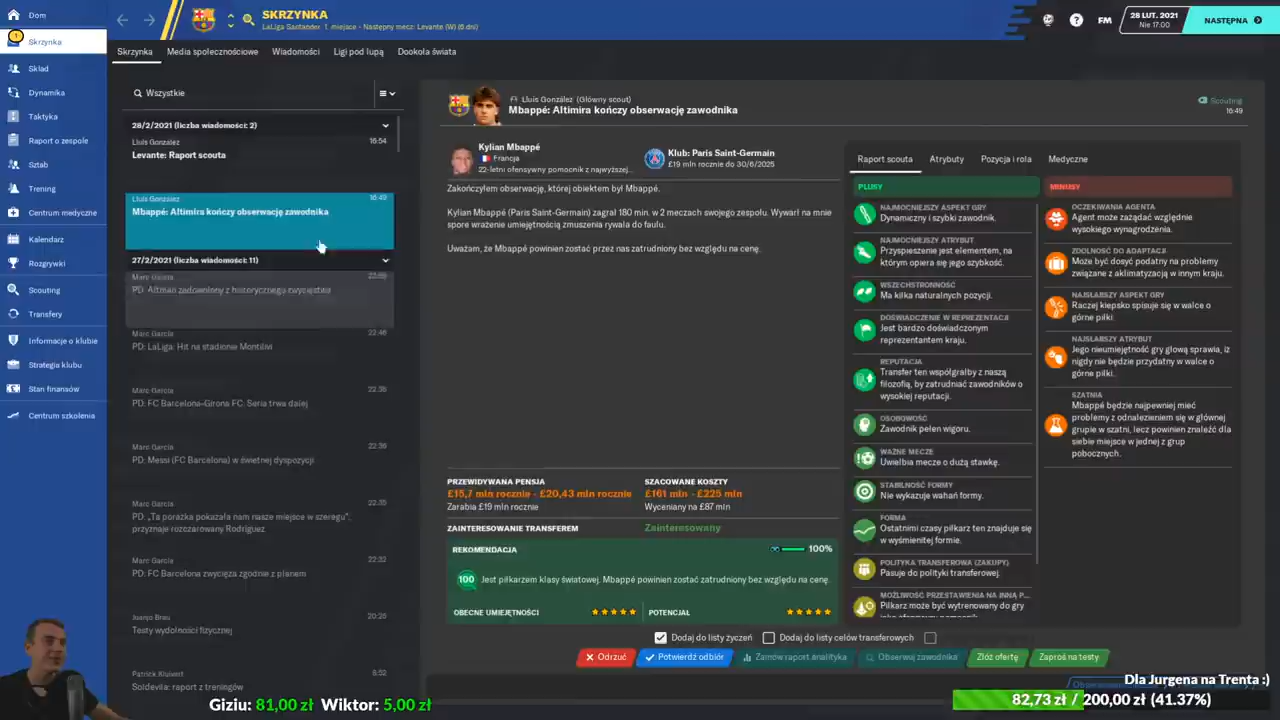 Dom
1
Skrzynka
Skład
Dynamika
Taktyka
Raport o zespole
Sztab
Trening
Centrum medyczne
Kalendarz
Rozgrywki
Scouting
Transfery
Informacje o klubie
Strategia klubu
Stan finansów
Centrum szkolenia
SKRZYNKA
LaLiga Santander 1. miejsce - Następny mecz: Levante (W) (6 dni)
FM
28 LUT. 2021
Nie 17:00
NASTĘPNA
Skrzynka
Media społecznościowe
Wiadomości
Ligi pod lupą
Dookoła świata
Wszystkie
28/2/2021 (liczba wiadomości: 2)
Lluís González
16:54
Levante: Raport scouta
Lluís González
16:49
Mbappé: Altimira kończy obserwację zawodnika
27/2/2021 (liczba wiadomości: 11)
Marc Garcia
PD: Altman zadowolony z historycznego zwycięstwa
Marc Garcia
22:46
PD: LaLiga: Hit na stadionie Montilivi
Marc Garcia
22:36
PD: FC Barcelona-Girona FC. Seria trwa dalej
Marc Garcia
22:36
PD: Messi (FC Barcelona) w świetnej dyspozycji
Marc Garcia
22:35
PD: „Ta porażka pokazała nam nasze miejsce w szeregu”,
przyznaje rozczarowany Rodríguez
Marc Garcia
22:32
PD: FC Barcelona zwycięża zgodnie z planem
Juanjo Brau
20:26
Testy wydolności fizycznej
Patrick Kluivert
6:52
Soldevila: raport z treningów
Lluís González (Główny scout)
Mbappé: Altimira kończy obserwację zawodnika
Scouting
16:49
Kylian Mbappé
Francja
22-letni ofensywny pomocnik z najwyższej...
Klub: Paris Saint-Germain
£19 mln rocznie do 30/6/2025
Zakończyłem obserwację, której obiektem był Mbappé.
Kylian Mbappé (Paris Saint-Germain) zagrał 180 min. w 2 meczach swojego zespołu. Wywarł na mnie
spore wrażenie umiejętnością zmuszenia rywala do faulu.
Uważam, że Mbappé powinien zostać przez nas zatrudniony bez względu na cenę.
PRZEWIDYWANA PENSJA
£15,7 mln rocznie - £20,43 mln rocznie
Zarabia £19 mln rocznie
SZACOWANE KOSZTY
£161 mln - £225 mln
Wyceniany na £87 mln
ZAINTERESOWANIE TRANSFEREM
Zainteresowany
REKOMENDACJA
100%
100
Jest piłkarzem klasy światowej. Mbappé powinien zostać zatrudniony bez względu na cenę.
OBECNE UMIEJĘTNOŚCI
POTENCJAŁ
Raport scouta
Atrybuty
Pozycja i rola
Medyczne
PLUSY
NAJMOCNIEJSZY ASPEKT GRY
Dynamiczny i szybki zawodnik.
NAJMOCNIEJSZY ATRYBUT
Przyspieszenie jest elementem, na
którym opiera się jego szybkość.
WSZECHSTRONNOŚĆ
Ma kilka naturalnych pozycji.
DOŚWIADCZENIE W REPREZENTACJI
Jest bardzo doświadczonym
reprezentantem kraju.
REPUTACJA
Transfer ten współgrałby z naszą
filozofią, by zatrudniać zawodników o
wysokiej reputacji.
OSOBOWOŚĆ
Zawodnik pełen wigoru.
WAŻNE MECZE
Uwielbia mecze o dużą stawkę.
STABILNOŚĆ FORMY
Nie wykazuje wahań formy.
FORMA
Ostatnimi czasy piłkarz ten znajduje się
w wyśmienitej formie.
POLITYKA TRANSFEROWA (ZAKUPY)
Pasuje do polityki transferowej.
MOŻLIWOŚĆ PRZESTAWIENIA NA INNĄ P...
Piłkarz może być wytrenowany do gry
MINUSY
OCZEKIWANIA AGENTA
Agent może zażądać względnie
wysokiego wynagrodzenia.
ZDOLNOŚĆ DO ADAPTACJI
Może być dosyć podatny na problemy
związane z aklimatyzacją w innym kraju.
NAJSŁABSZY ASPEKT GRY
Raczej kiepsko spisuje się w walce o
górne piłki.
NAJSŁABSZY ATRYBUT
Jego nieumiejętność gry głową sprawia, iż
nigdy nie będzie przydatny w walce o
górne piłki.
SZATNIA
Mbappé będzie najpewniej mieć
problemy z odnalezieniem się w głównej
grupie w szatni, lecz powinien znaleźć dla
siebie miejsce w jednej z grup
pobocznych.
Dodaj do listy życzeń
Dodaj do listy celów transferowych
Odrzuć
Potwierdź odbiór
Zamów raport analityka
Obserwuj zawodnika
Złóż ofertę
Zaproś na testy
Dla Jurgena na Trenta :)
Giziu: 81,00 zł Wiktor: 5,00 zł
82,73 zł / 200,00 zł (41.37%)